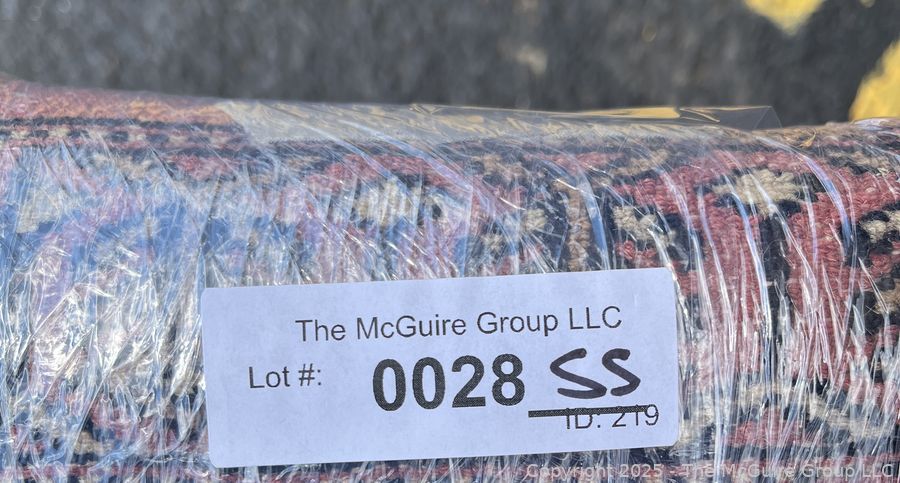 The McGuire Group LLC
Lot #: 0028 SS
ID: 219
Copyright 2025 - The McGuire Group LLC